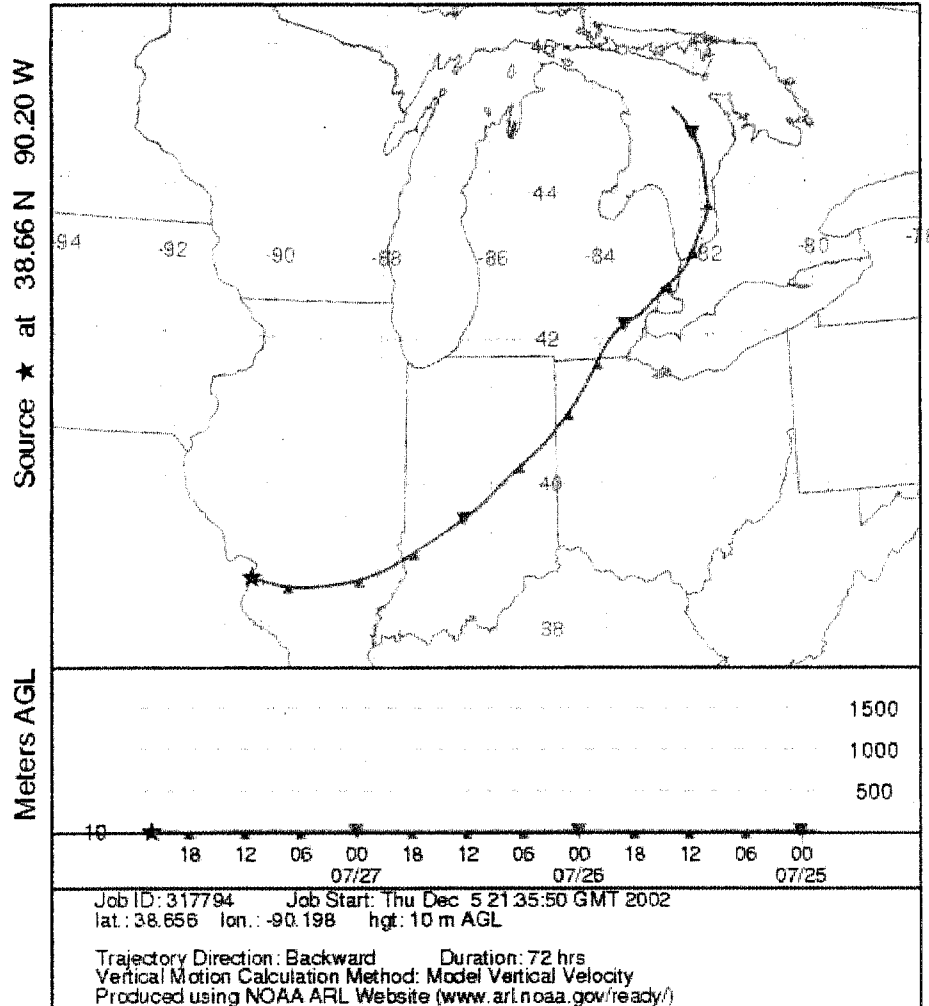 Source ★ at 38.66 N 90.20 W
46
44
-94 -92 -90 -88 -86 -84 -82 -80 -78
42
40
38
Meters AGL
1500
1000
500
10
18 12 06 00 18 12 06 00 18 12 06 00
07/27 07/26 07/25
Job ID: 317794 Job Start: Thu Dec 5 21:35:50 GMT 2002
lat.: 38.656 lon.: -90.198 hgt: 10 m AGL
Trajectory Direction: Backward Duration: 72 hrs
Vertical Motion Calculation Method: Model Vertical Velocity
Produced using NOAA ARL Website (www.arl.noaa.gov/ready/)